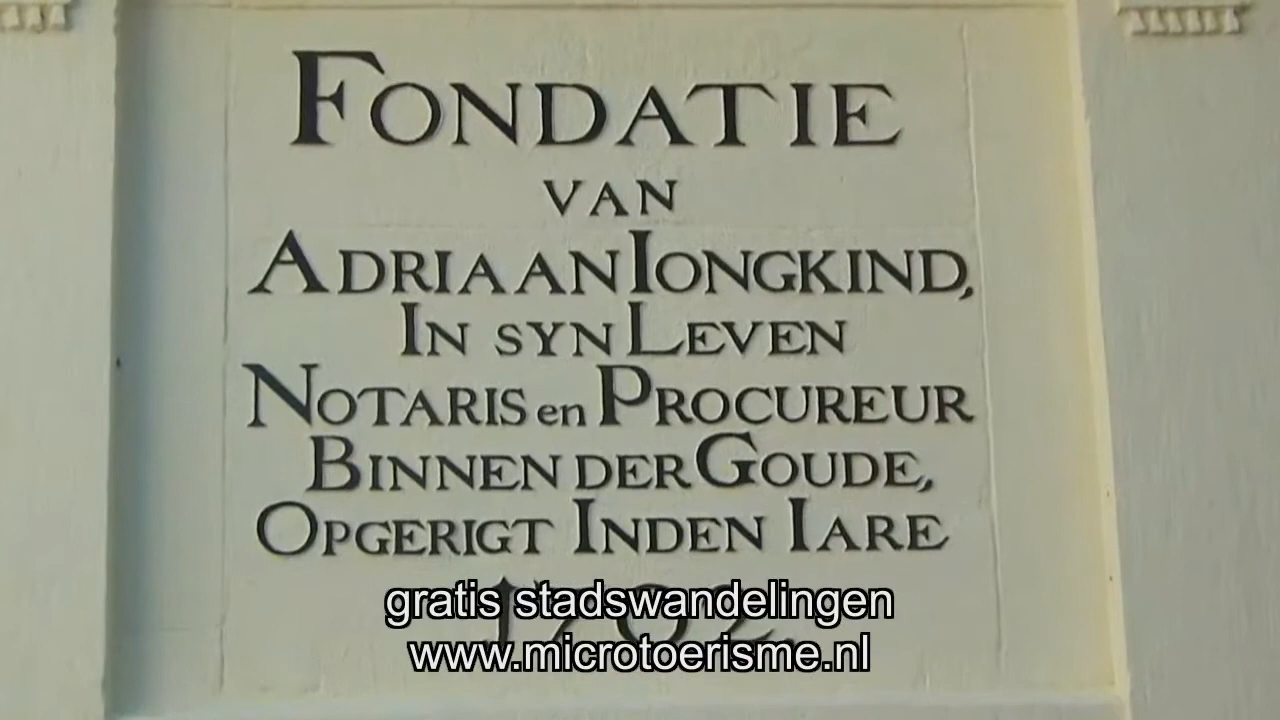 FONDATIE
VAN
ADRIAAN IONGKIND,
IN SYN LEVEN
NOTARIS en PROCUREUR
BINNEN DER GOUDE,
OPGERIGT INDEN IARE
1702.
gratis stadswandelingen
www.microtoerisme.nl